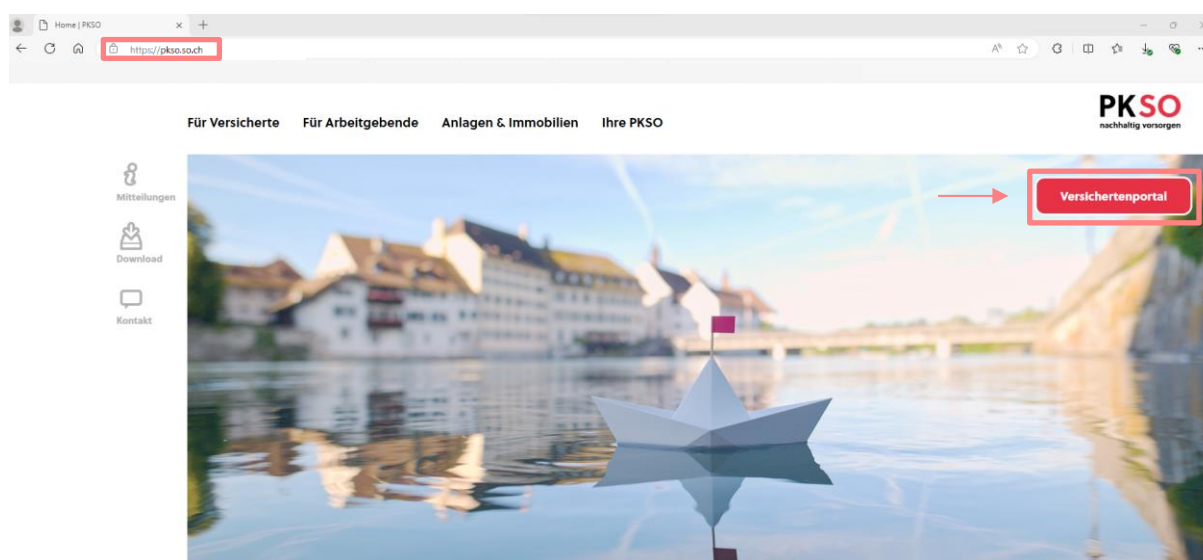 Home | PKSO
https://pkso.so.ch
Für Versicherte Für Arbeitgebende Anlagen & Immobilien Ihre PKSO
PKSO
nachhaltig vorsorgen
Mitteilungen
Versichertenportal
Download
Kontakt